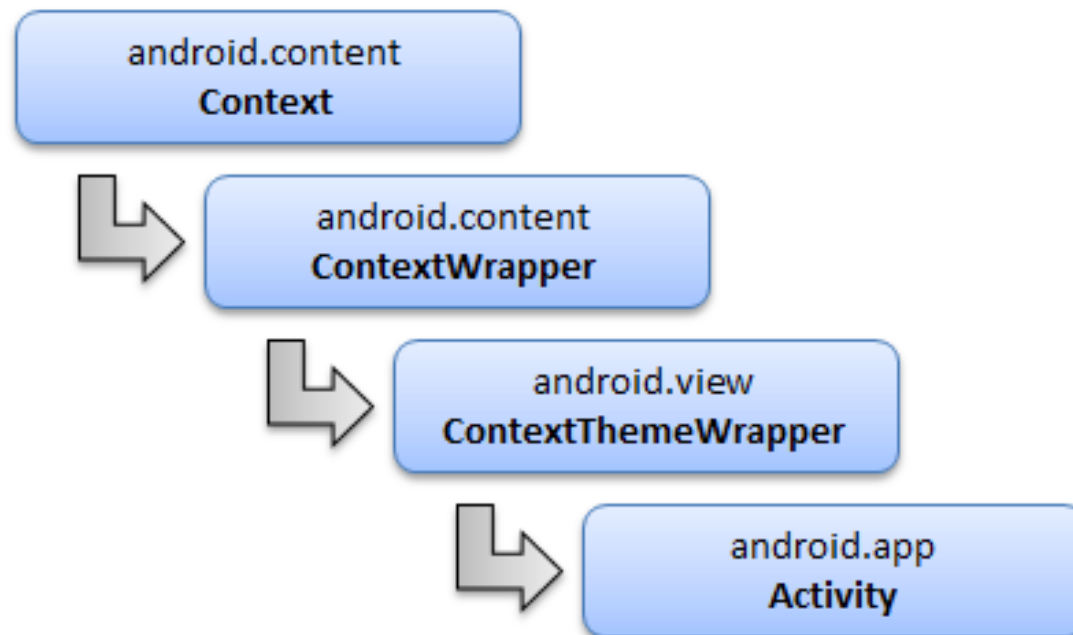 android.content
Context
android.content
ContextWrapper
android.view
ContextThemeWrapper
android.app
Activity